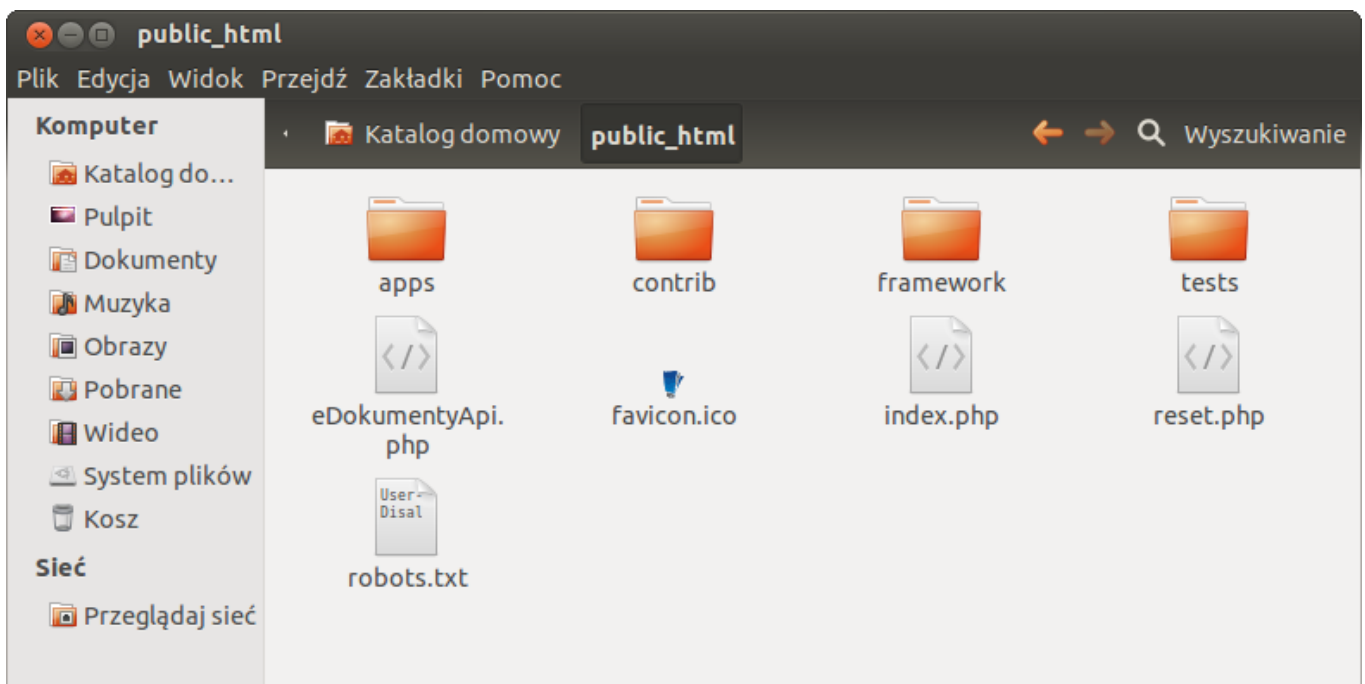 public_html
Plik Edycja Widok Przejdź Zakładki Pomoc
Komputer
Katalog do...
Pulpit
Dokumenty
Muzyka
Obrazy
Pobrane
Wideo
System plików
Kosz
Sieć
Przeglądaj sieć
Katalog domowy public_html Wyszukiwanie
apps contrib framework tests
eDokumentyApi. favicon.ico index.php reset.php
php
User-
Disal
robots.txt